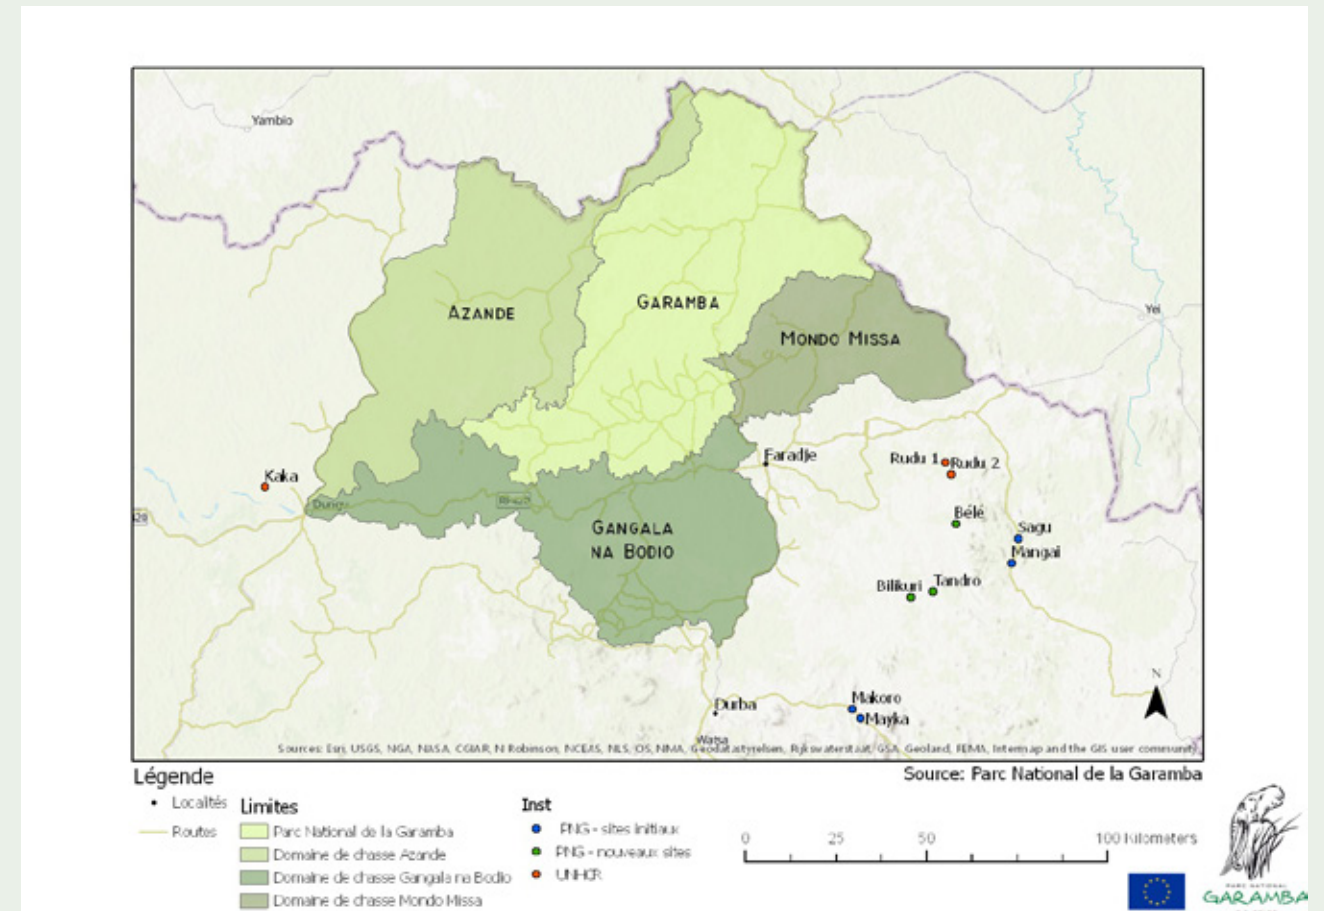 Yambio
AZANDE
GARAMBA
MONDO MISSA
Yei
Kaka
Faradje
Rudu 1
Rudu 2
Bélé
Sagu
Mangai
Bilikuri
Tandro
GANGALA
NA BODIO
Makoro
Mayka
Durba
Watsa
N
Sources: Esri, USGS, NGA, NASA, CGIAR, N Robinson, NCEAS, NLS, OS, NMA, Geodatastyrelsen, Rijkswaterstaat, GSA, Geoland, FEMA, Intermap and the GIS user community
Source: Parc National de la Garamba
Légende
Localités
Routes
Limites
Parc National de la Garamba
Domaine de chasse Azande
Domaine de chasse Gangala na Bodio
Domaine de chasse Mondo Missa
Inst
PNG - sites initiaux
PNG - nouveaux sites
UNHCR
0 25 50 100 Kilometers
PARC NATIONAL
GARAMBA